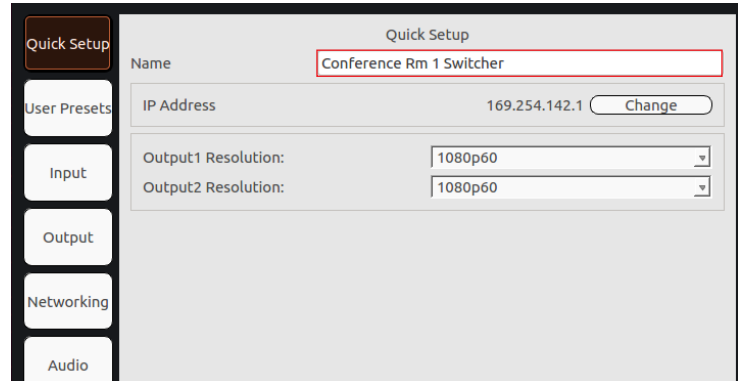 Quick Setup
User Presets
Input
Output
Networking
Audio
Quick Setup
Name Conference Rm 1 Switcher
IP Address 169.254.142.1 Change
Output1 Resolution: 1080p60
Output2 Resolution: 1080p60